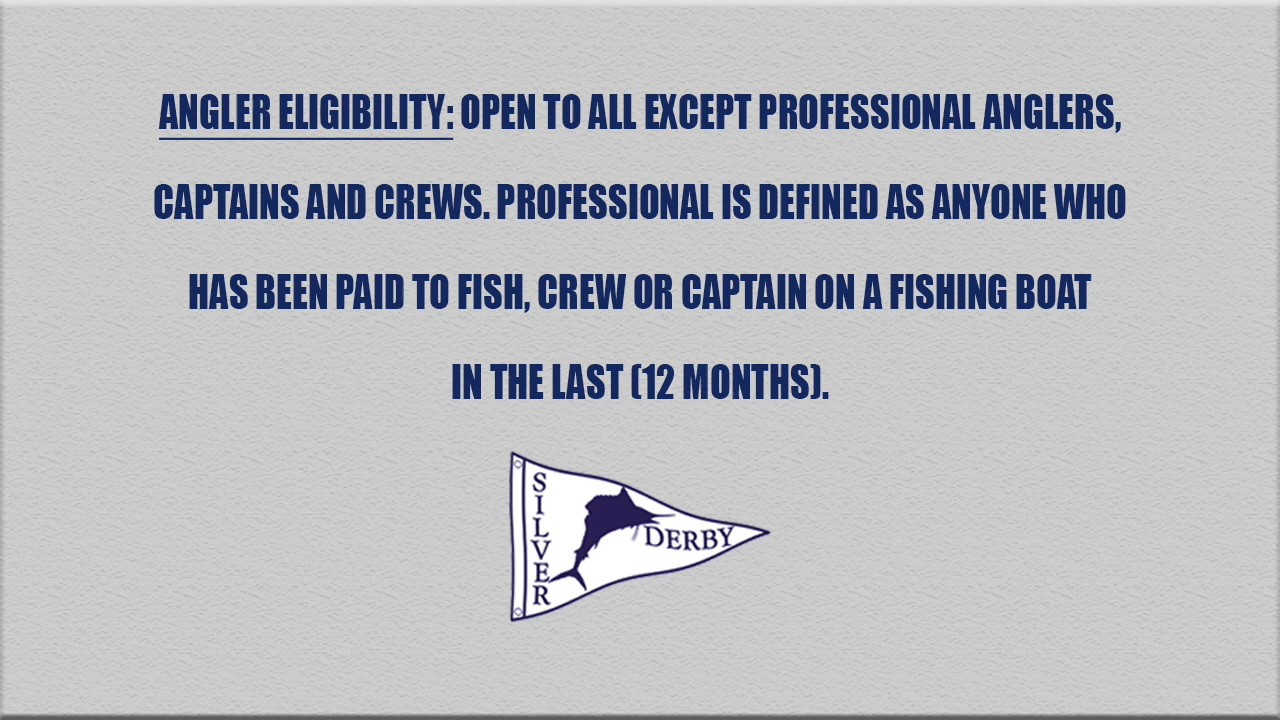 ANGLER ELIGIBILITY: OPEN TO ALL EXCEPT PROFESSIONAL ANGLERS,
CAPTAINS AND CREWS. PROFESSIONAL IS DEFINED AS ANYONE WHO
HAS BEEN PAID TO FISH, CREW OR CAPTAIN ON A FISHING BOAT
IN THE LAST (12 MONTHS).
SILVER
DERBY